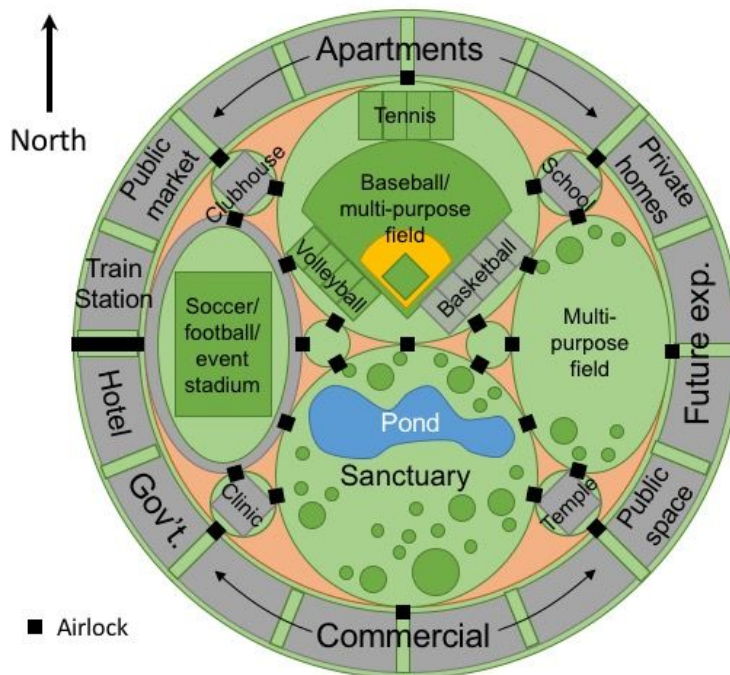 North
Apartments
Tennis
Public
market
Clubhouse
School
Private
homes
Baseball/
multi-purpose
field
Volleyball
Basketball
Train
Station
Soccer/
football/
event
stadium
Multi-
purpose
field
Future exp.
Hotel
Pond
Sanctuary
Gov't.
Clinic
Temple
Public
space
Airlock
Commercial